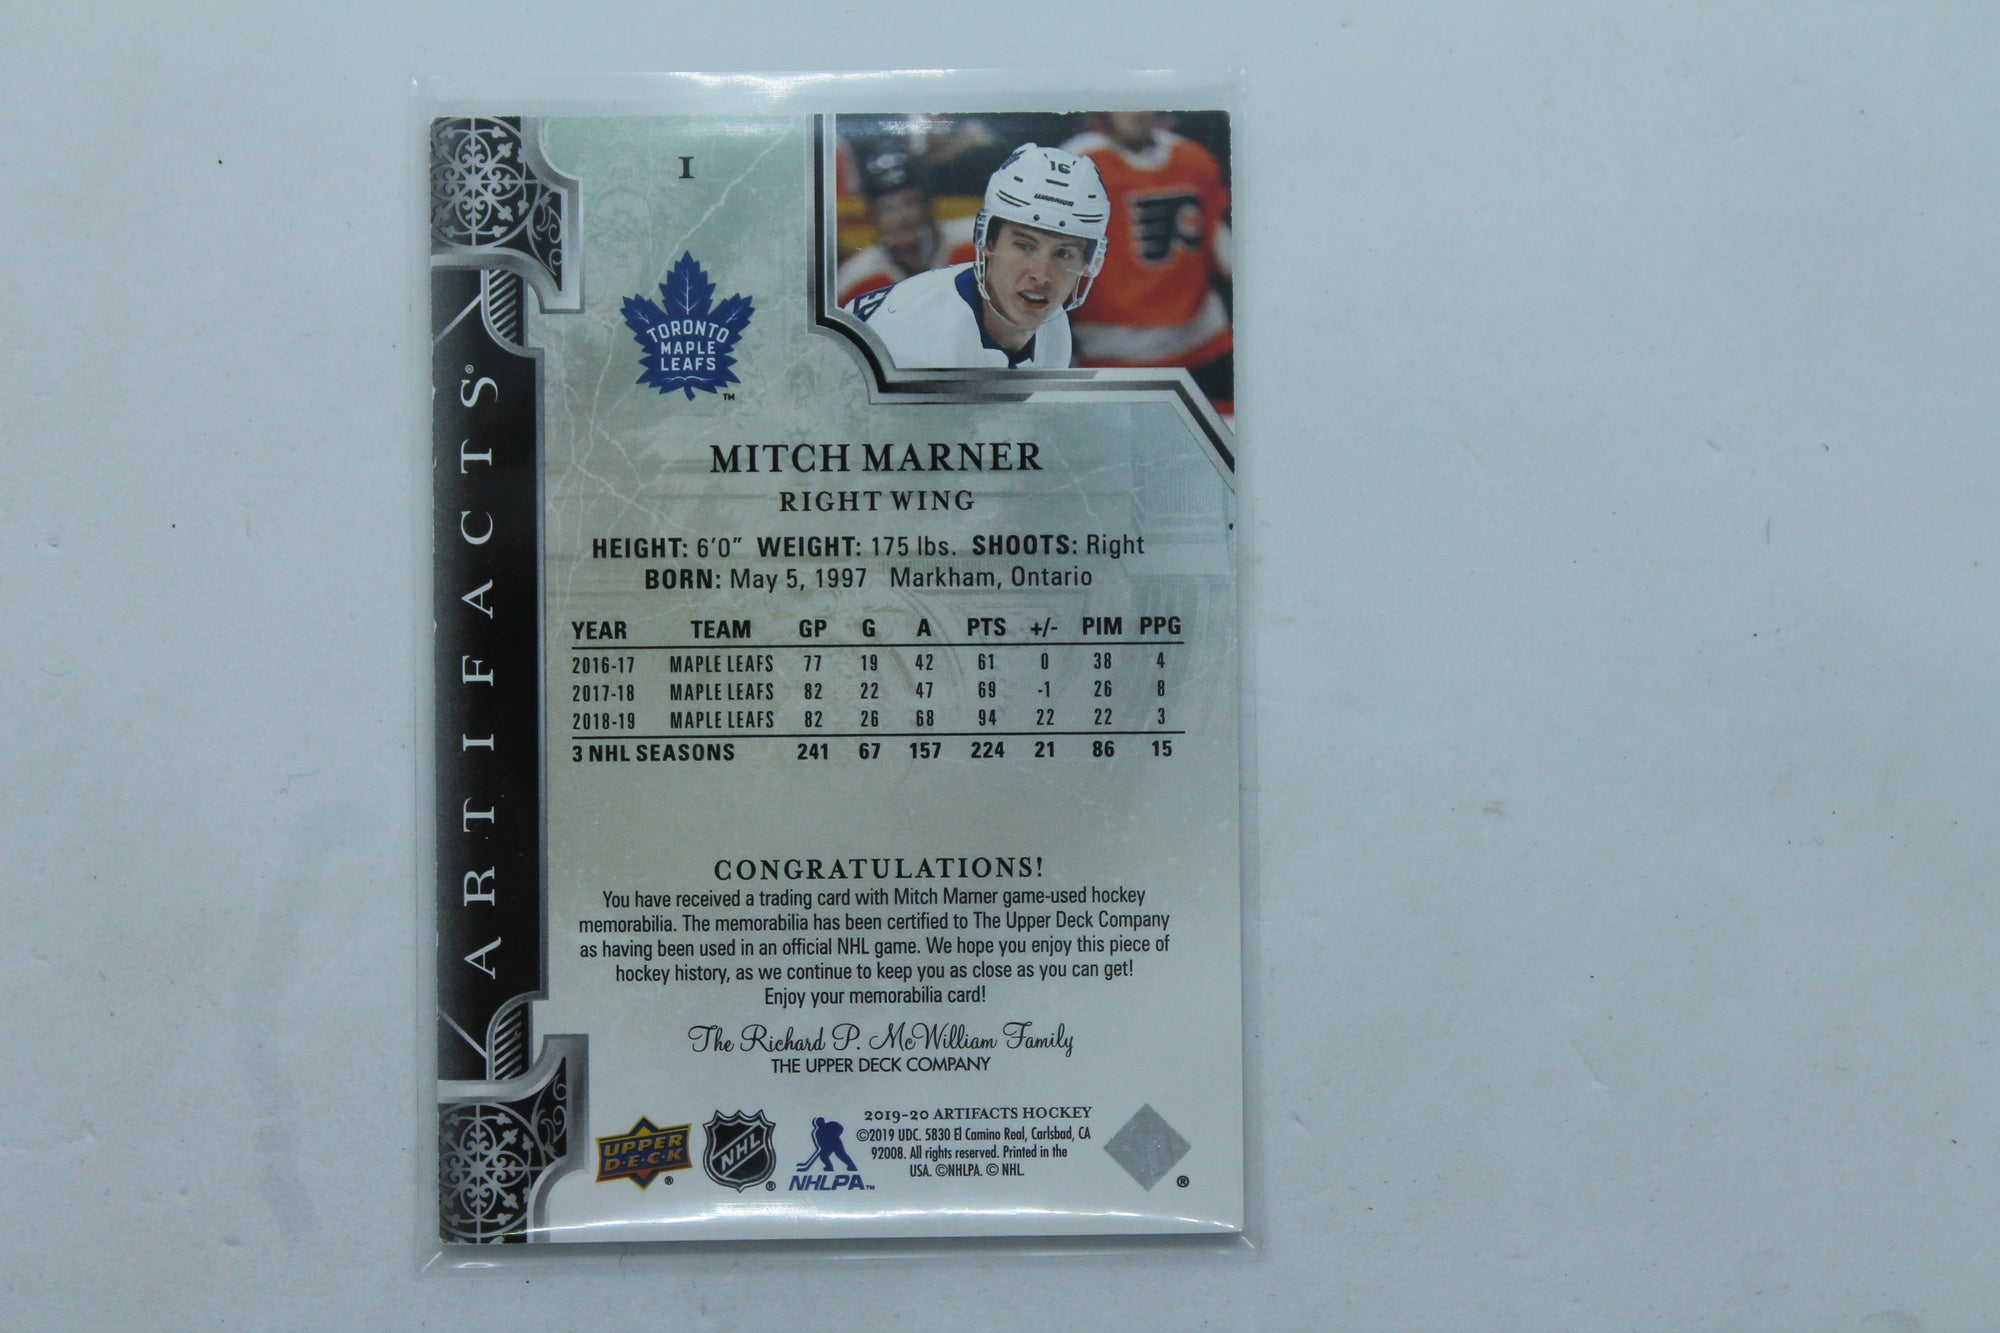 I
16
WARRIOR
TORONTO
MAPLE
LEAFS
TM
ARTIFACTS®
MITCH MARNER
RIGHT WING
HEIGHT: 6'0" WEIGHT: 175 lbs. SHOOTS: Right
BORN: May 5, 1997 Markham, Ontario
YEAR TEAM GP G A PTS +/- PIM PPG
2016-17 MAPLE LEAFS 77 19 42 61 0 38 4
2017-18 MAPLE LEAFS 82 22 47 69 -1 26 8
2018-19 MAPLE LEAFS 82 26 68 94 22 22 3
3 NHL SEASONS 241 67 157 224 21 86 15
CONGRATULATIONS!
You have received a trading card with Mitch Marner game-used hockey
memorabilia. The memorabilia has been certified to The Upper Deck Company
as having been used in an official NHL game. We hope you enjoy this piece of
hockey history, as we continue to keep you as close as you can get!
Enjoy your memorabilia card!
The Richard P. McWilliam Family
THE UPPER DECK COMPANY
UPPER
D·E·C·K
®
NHL
®
NHLPA™
2019-20 ARTIFACTS HOCKEY
©2019 UDC. 5830 El Camino Real, Carlsbad, CA
92008. All rights reserved. Printed in the
USA. ©NHLPA. © NHL.
®